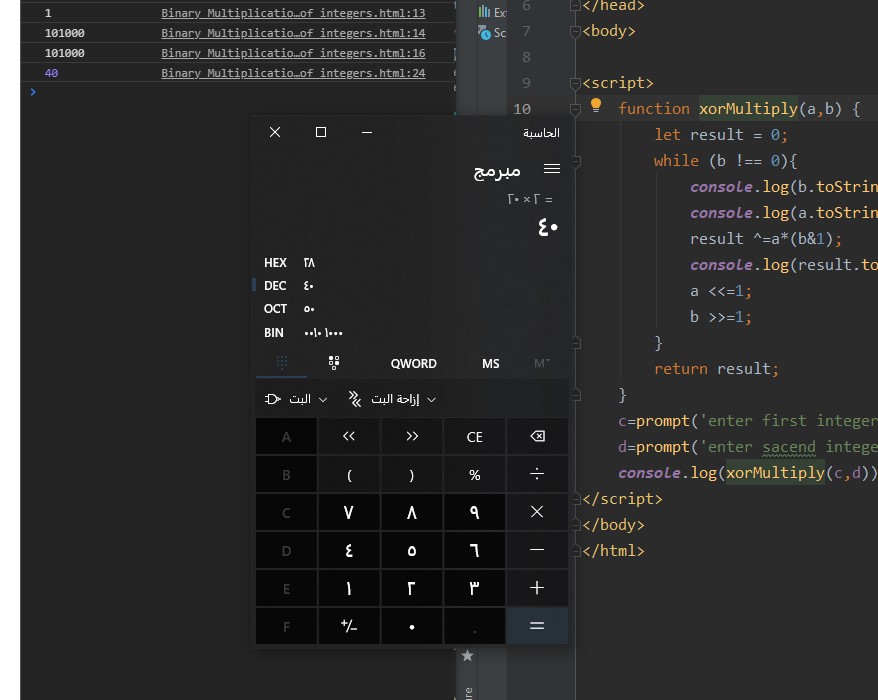 1 Binary Multiplicatio…of integers.html:13
101000 Binary Multiplicatio…of integers.html:14
101000 Binary Multiplicatio…of integers.html:16
40 Binary Multiplicatio…of integers.html:24
الحاسبة
مبرمج
٢٠ × ٢ =
٤٠
HEX ٢٨
DEC ٤٠
OCT ٥٠
BIN ٠٠١٠ ١٠٠٠
QWORD MS M
البت إزاحة البت
A << >> CE
B ( ) % ÷
C ٧ ٨ ٩ ×
D ٤ ٥ ٦ −
E ١ ٢ ٣ +
F +/− ٠ . =
6 </head>
7 <body>
8
9 <script>
10 function xorMultiply(a,b) {
let result = 0;
while (b !== 0){
console.log(b.toStrin
console.log(a.toStrin
result ^=a*(b&1);
console.log(result.to
a <<=1;
b >>=1;
}
return result;
}
c=prompt('enter first integer
d=prompt('enter sacend intege
console.log(xorMultiply(c,d))
</script>
</body>
</html>